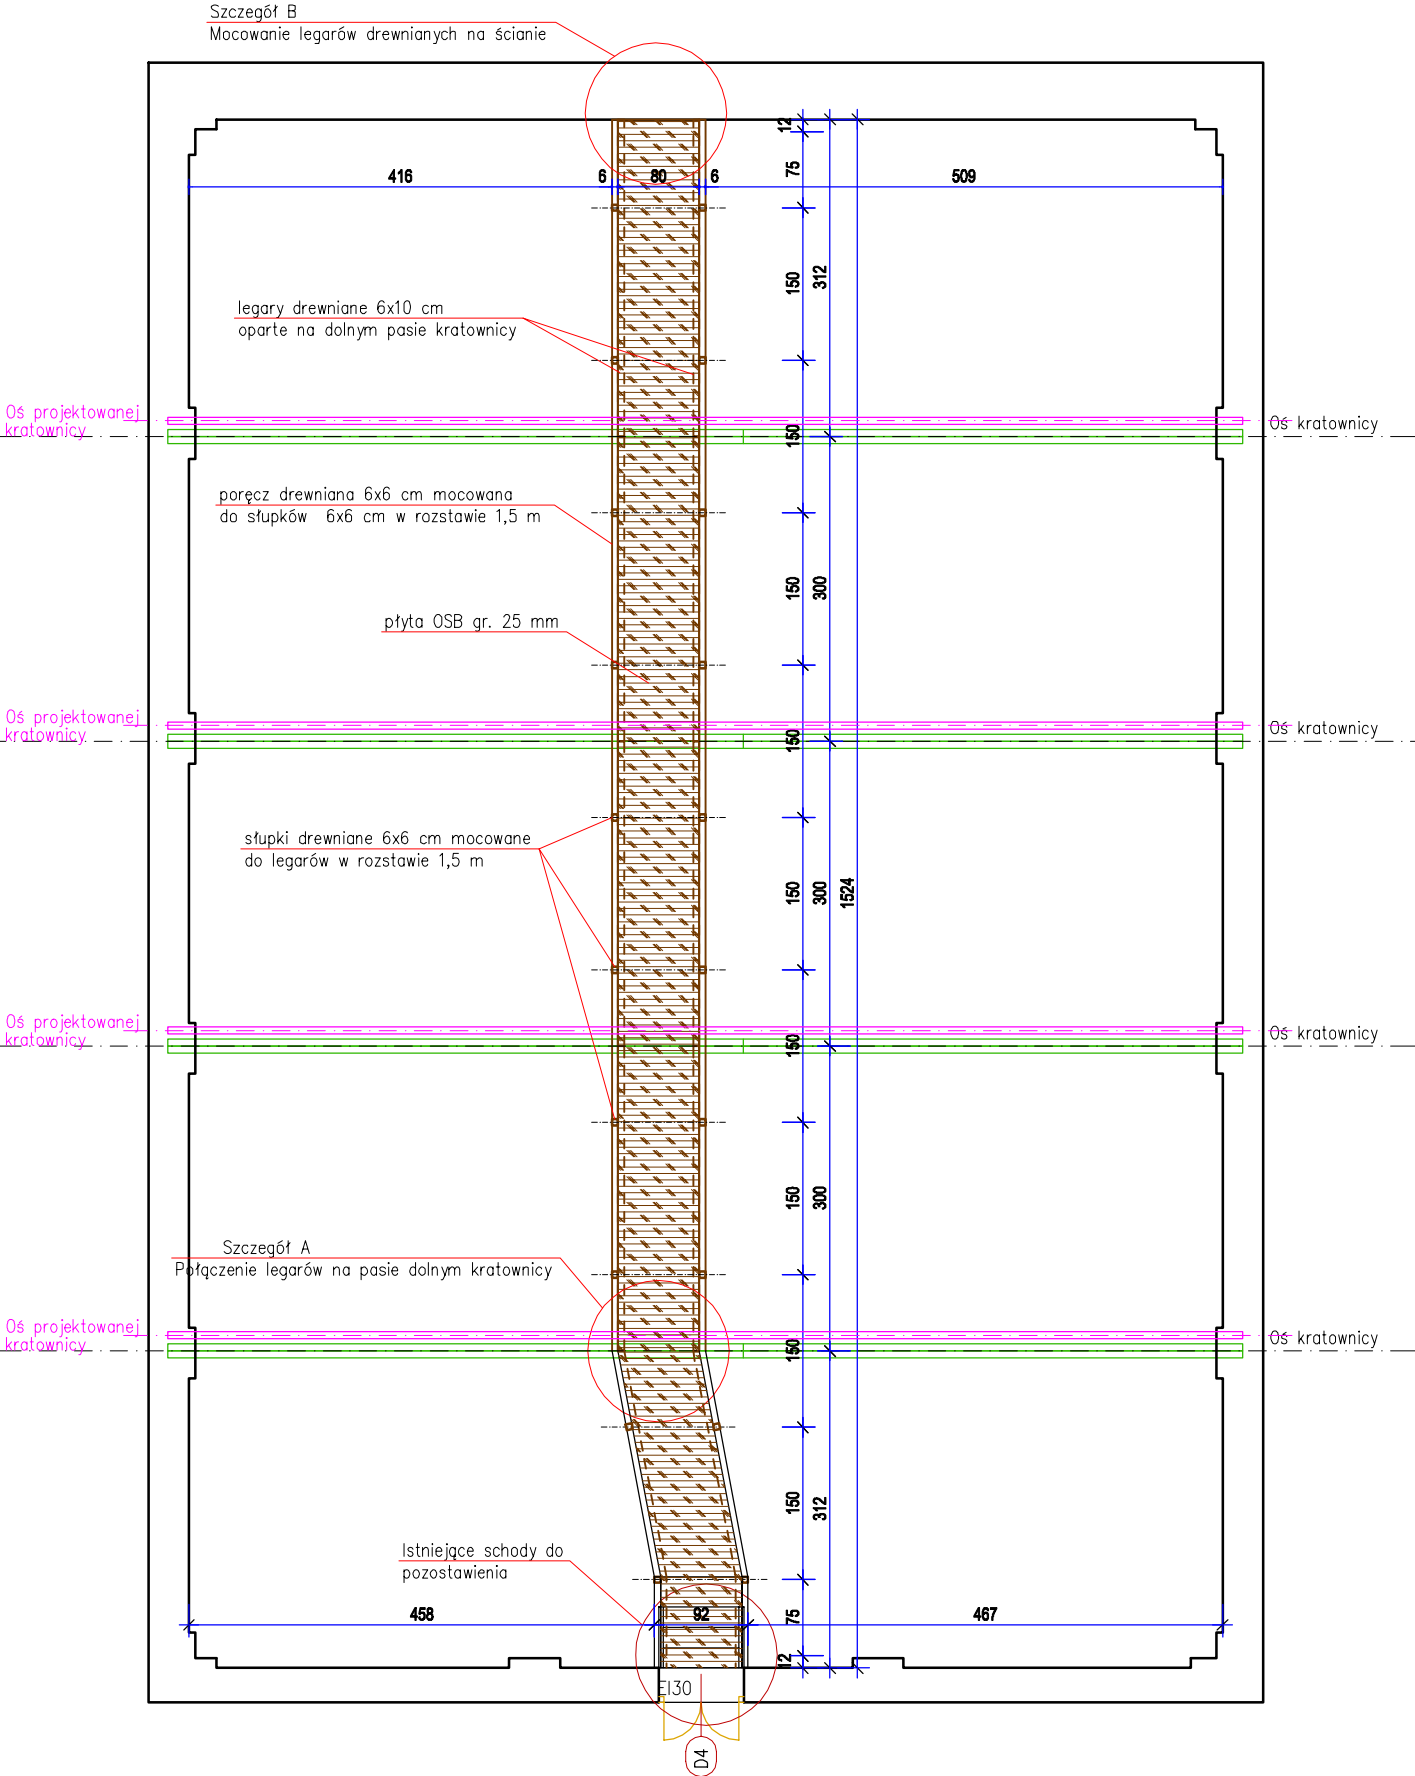 Szczegół B
Mocowanie legarów drewnianych na ścianie
12
75
416
6
80
6
509
150
312
legary drewniane 6x10 cm
oparte na dolnym pasie kratownicy
Oś projektowanej
kratownicy
150
Oś kratownicy
poręcz drewniana 6x6 cm mocowana
do słupków 6x6 cm w rozstawie 1,5 m
150
300
płyta OSB gr. 25 mm
Oś projektowanej
kratownicy
150
Oś kratownicy
słupki drewniane 6x6 cm mocowane
do legarów w rozstawie 1,5 m
150
300
1524
Oś projektowanej
kratownicy
150
Oś kratownicy
150
300
Szczegół A
Połączenie legarów na pasie dolnym kratownicy
Oś projektowanej
kratownicy
150
Oś kratownicy
150
312
Istniejące schody do
pozostawienia
458
92
75
467
12
EI30
D4